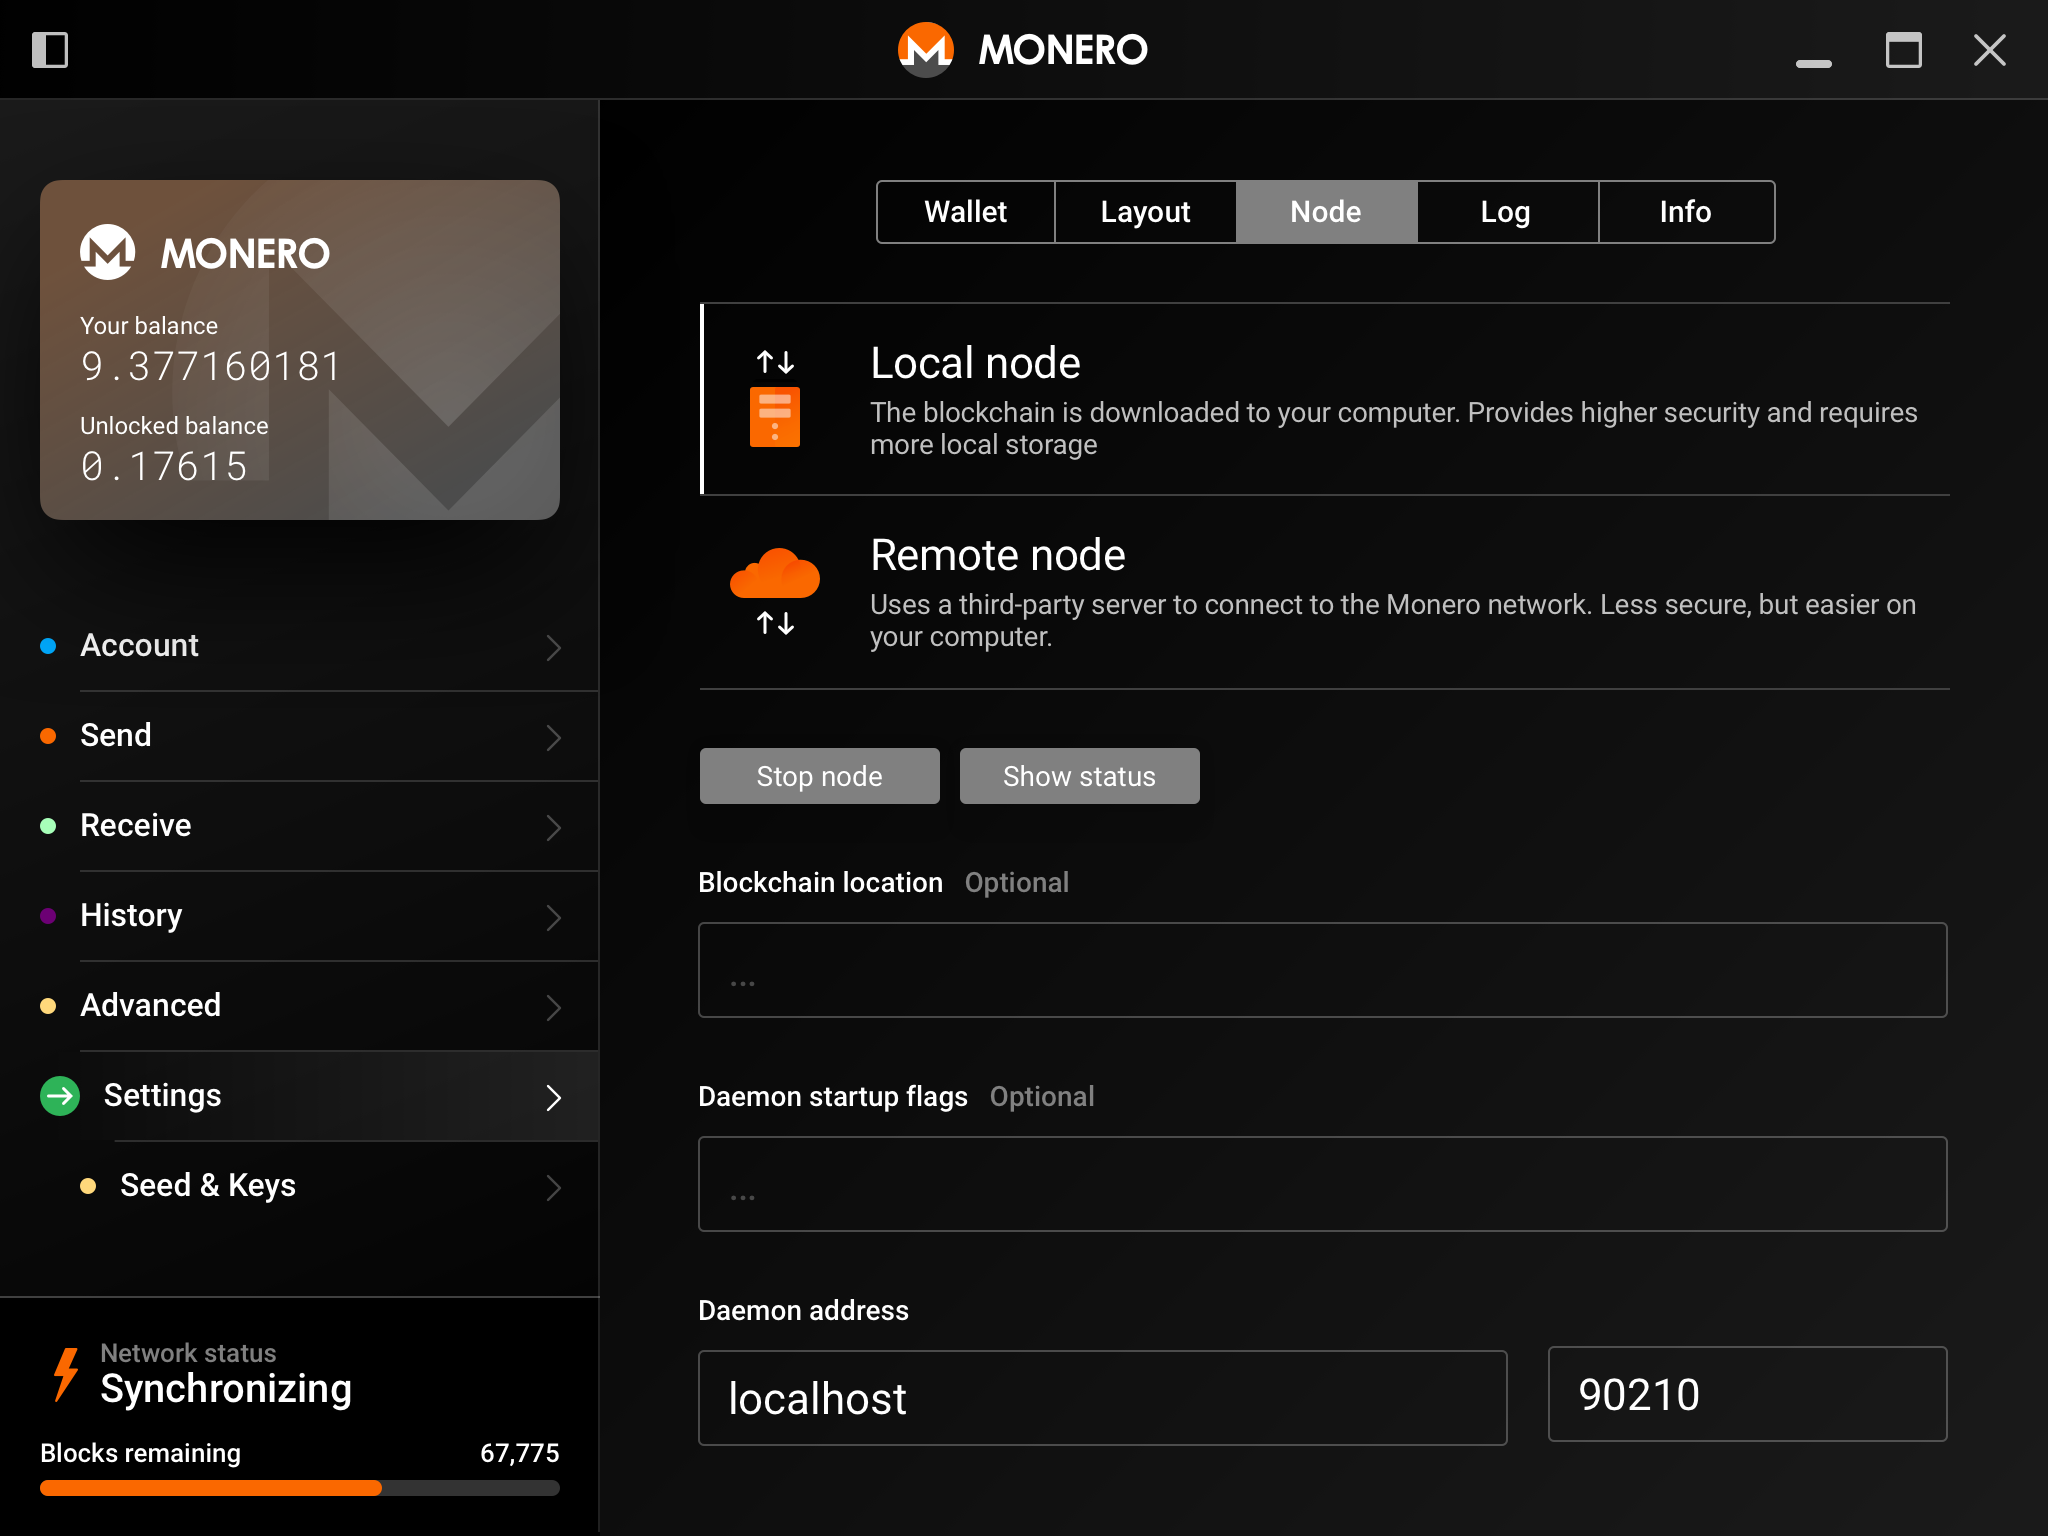 MONERO
MONERO
Your balance
9.377160181
Unlocked balance
0.17615
Account
Send
Receive
History
Advanced
Settings
Seed & Keys
Network status
Synchronizing
Blocks remaining 67,775
Wallet Layout Node Log Info
Local node
The blockchain is downloaded to your computer. Provides higher security and requires
more local storage
Remote node
Uses a third-party server to connect to the Monero network. Less secure, but easier on
your computer.
Stop node Show status
Blockchain location Optional
...
Daemon startup flags Optional
...
Daemon address
localhost 90210